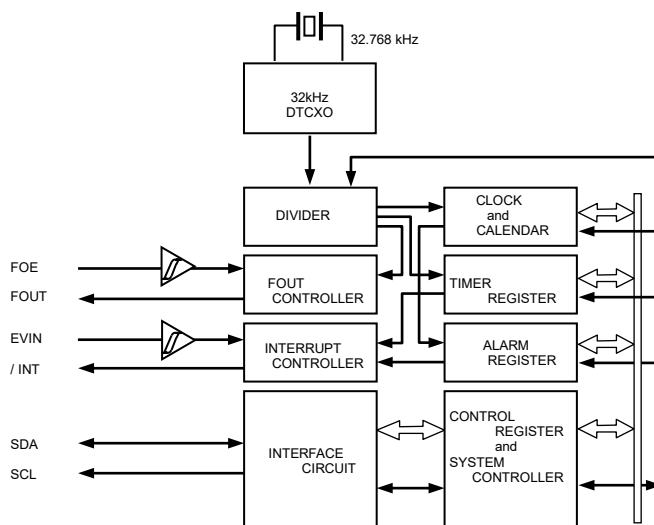 32.768 kHz
32kHz
DTCXO
DIVIDER
CLOCK
and
CALENDAR
FOE
FOUT
FOUT
CONTROLLER
TIMER
REGISTER
EVIN
/ INT
INTERRUPT
CONTROLLER
ALARM
REGISTER
SDA
SCL
INTERFACE
CIRCUIT
CONTROL
REGISTER
and
SYSTEM
CONTROLLER